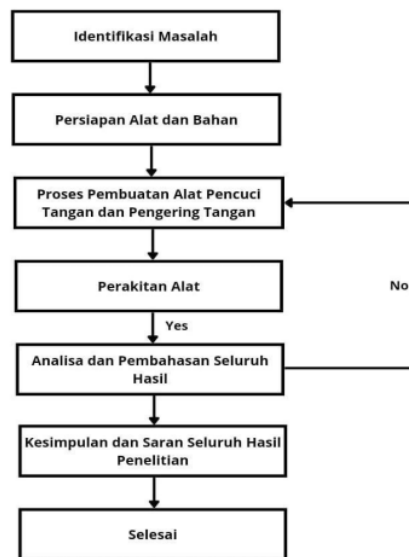 Identifikasi Masalah
Persiapan Alat dan Bahan
Proses Pembuatan Alat Pencuci
Tangan dan Pengering Tangan
Perakitan Alat
No
Yes
Analisa dan Pembahasan Seluruh
Hasil
Kesimpulan dan Saran Seluruh Hasil
Penelitian
Selesai